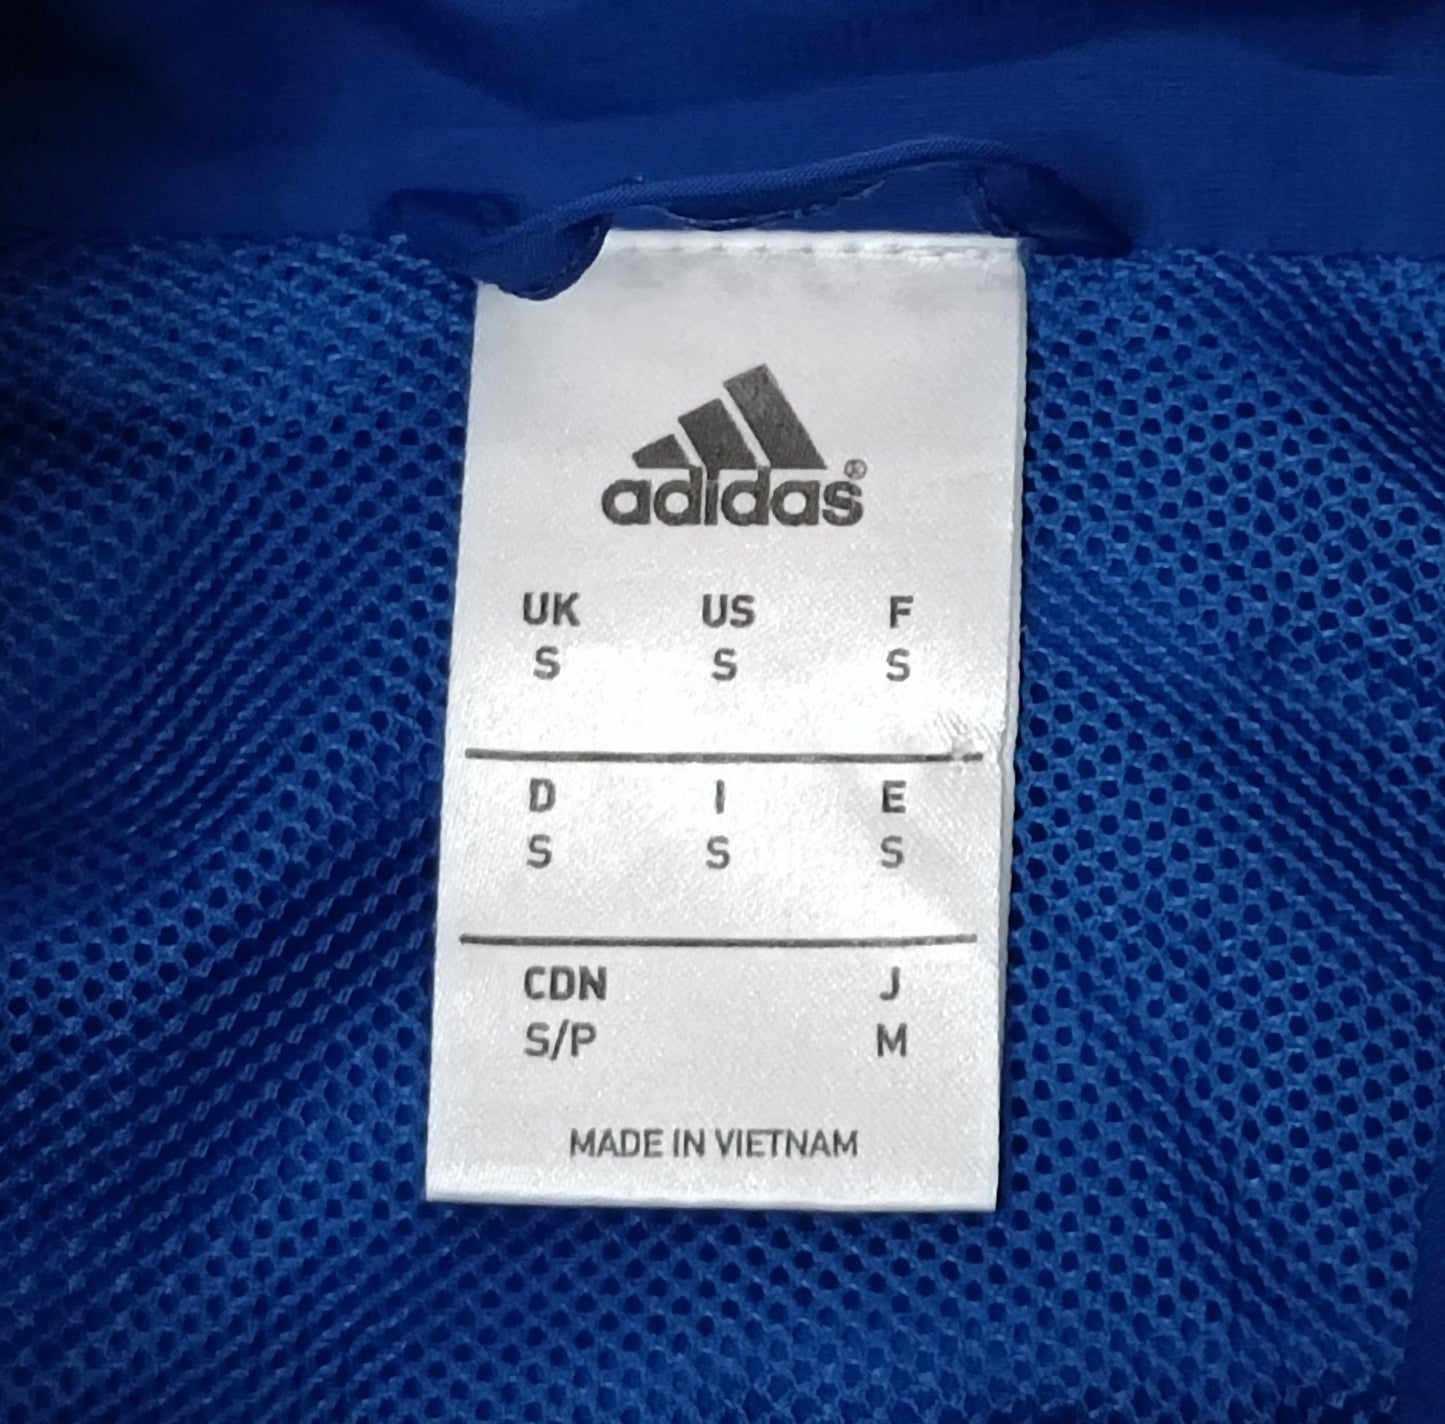 adidas®
UK US F
S S S
D I E
S S S
CDN J
S/P M
MADE IN VIETNAM